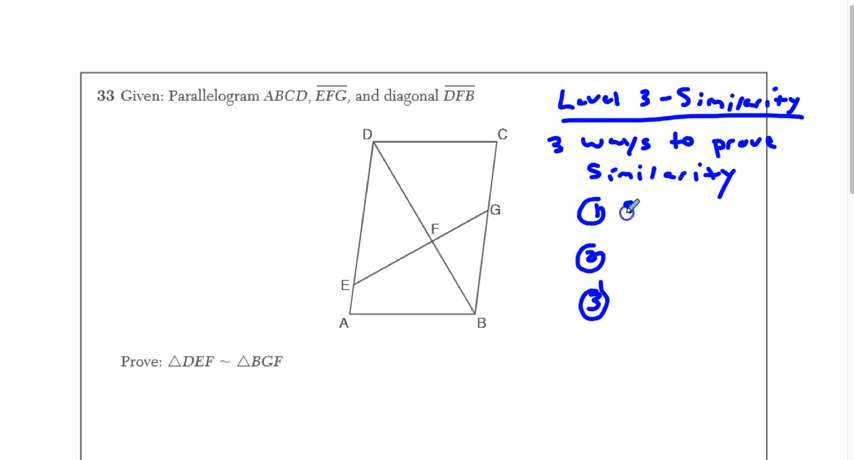 33 Given: Parallelogram ABCD, EFG, and diagonal DFB
Level 3 - Similarity
3 ways to prove
Similarity
D
C
1
G
F
2
E
3
A
B
Prove: △DEF ~ △BGF